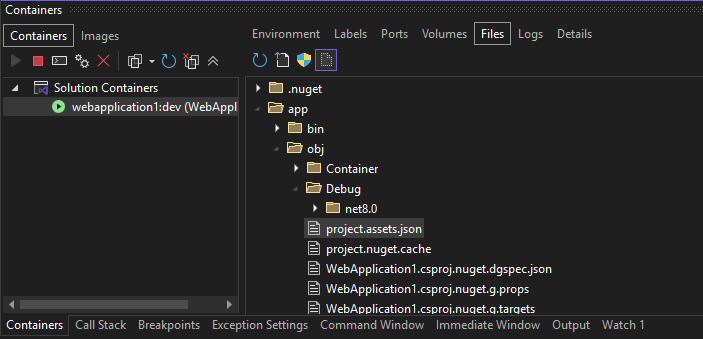 Containers
Containers Images
Environment Labels Ports Volumes Files Logs Details
Solution Containers
webapplication1:dev (WebAppl
.nuget
app
bin
obj
Container
Debug
net8.0
project.assets.json
project.nuget.cache
WebApplication1.csproj.nuget.dgspec.json
WebApplication1.csproj.nuget.g.props
WebApplication1.csproj.nuget.g.targets
Containers Call Stack Breakpoints Exception Settings Command Window Immediate Window Output Watch 1